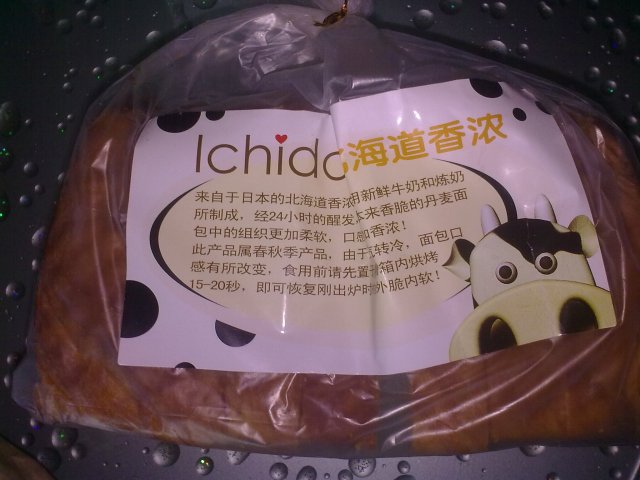 Ichido 海道香浓
来自于日本的北海道香浓用新鲜牛奶和炼奶
所制成，经24小时的醒发本来香脆的丹麦面
包中的组织更加柔软，口感香浓！
此产品属春秋季产品，由于转冷，面包口
感有所改变，食用前请先置箱内烘烤
15-20秒，即可恢复刚出炉时外脆内软！